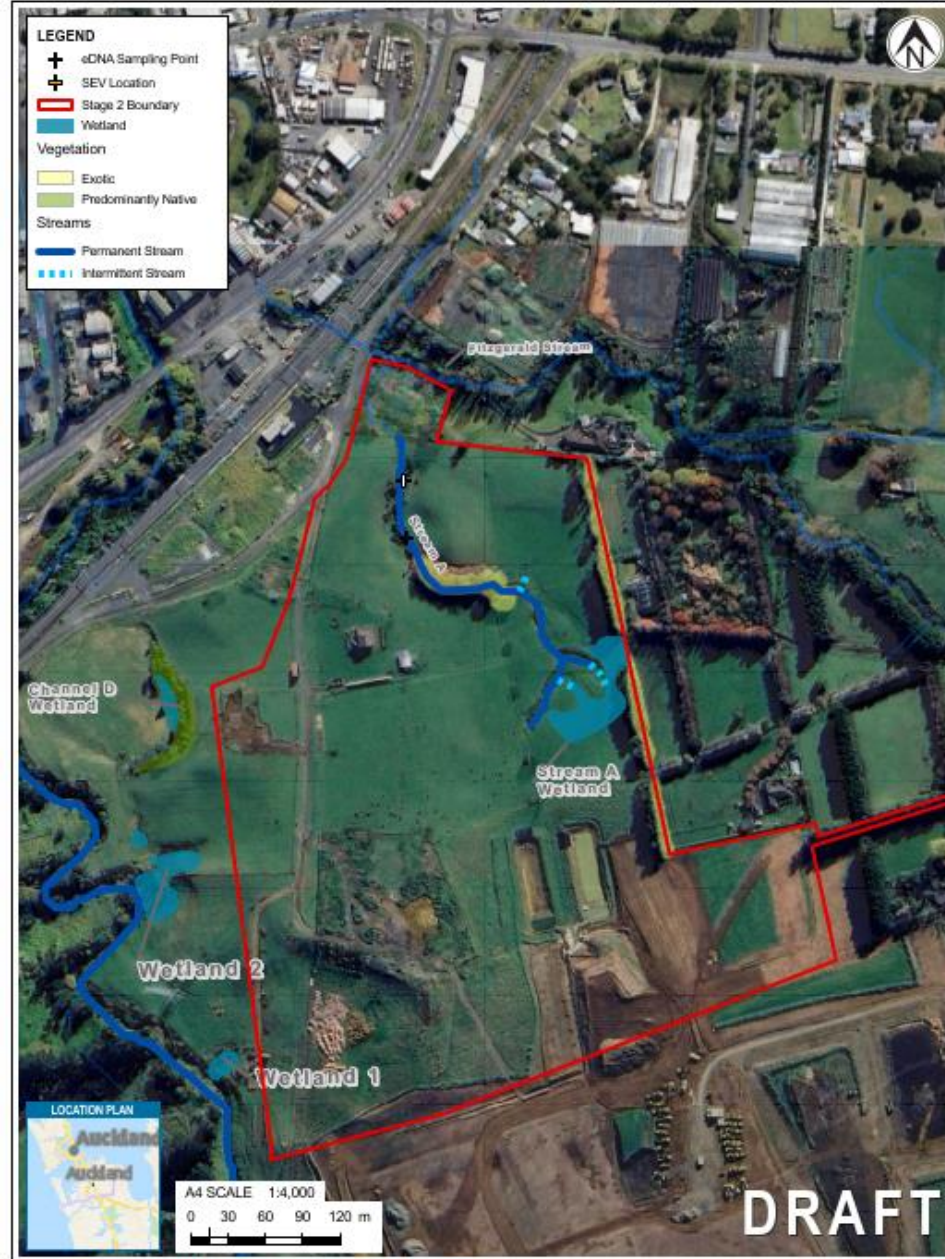 LEGEND
eDNA Sampling Point
SEV Location
Stage 2 Boundary
Wetland
Vegetation
Exotic
Predominantly Native
Streams
Permanent Stream
Intermittent Stream
N
Fitzgerald Stream
Stream A
Channel D
Wetland
Stream A
Wetland
Wetland 2
Wetland 1
LOCATION PLAN
Auckland
Auckland
A4 SCALE 1:4,000
0 30 60 90 120 m
DRAFT